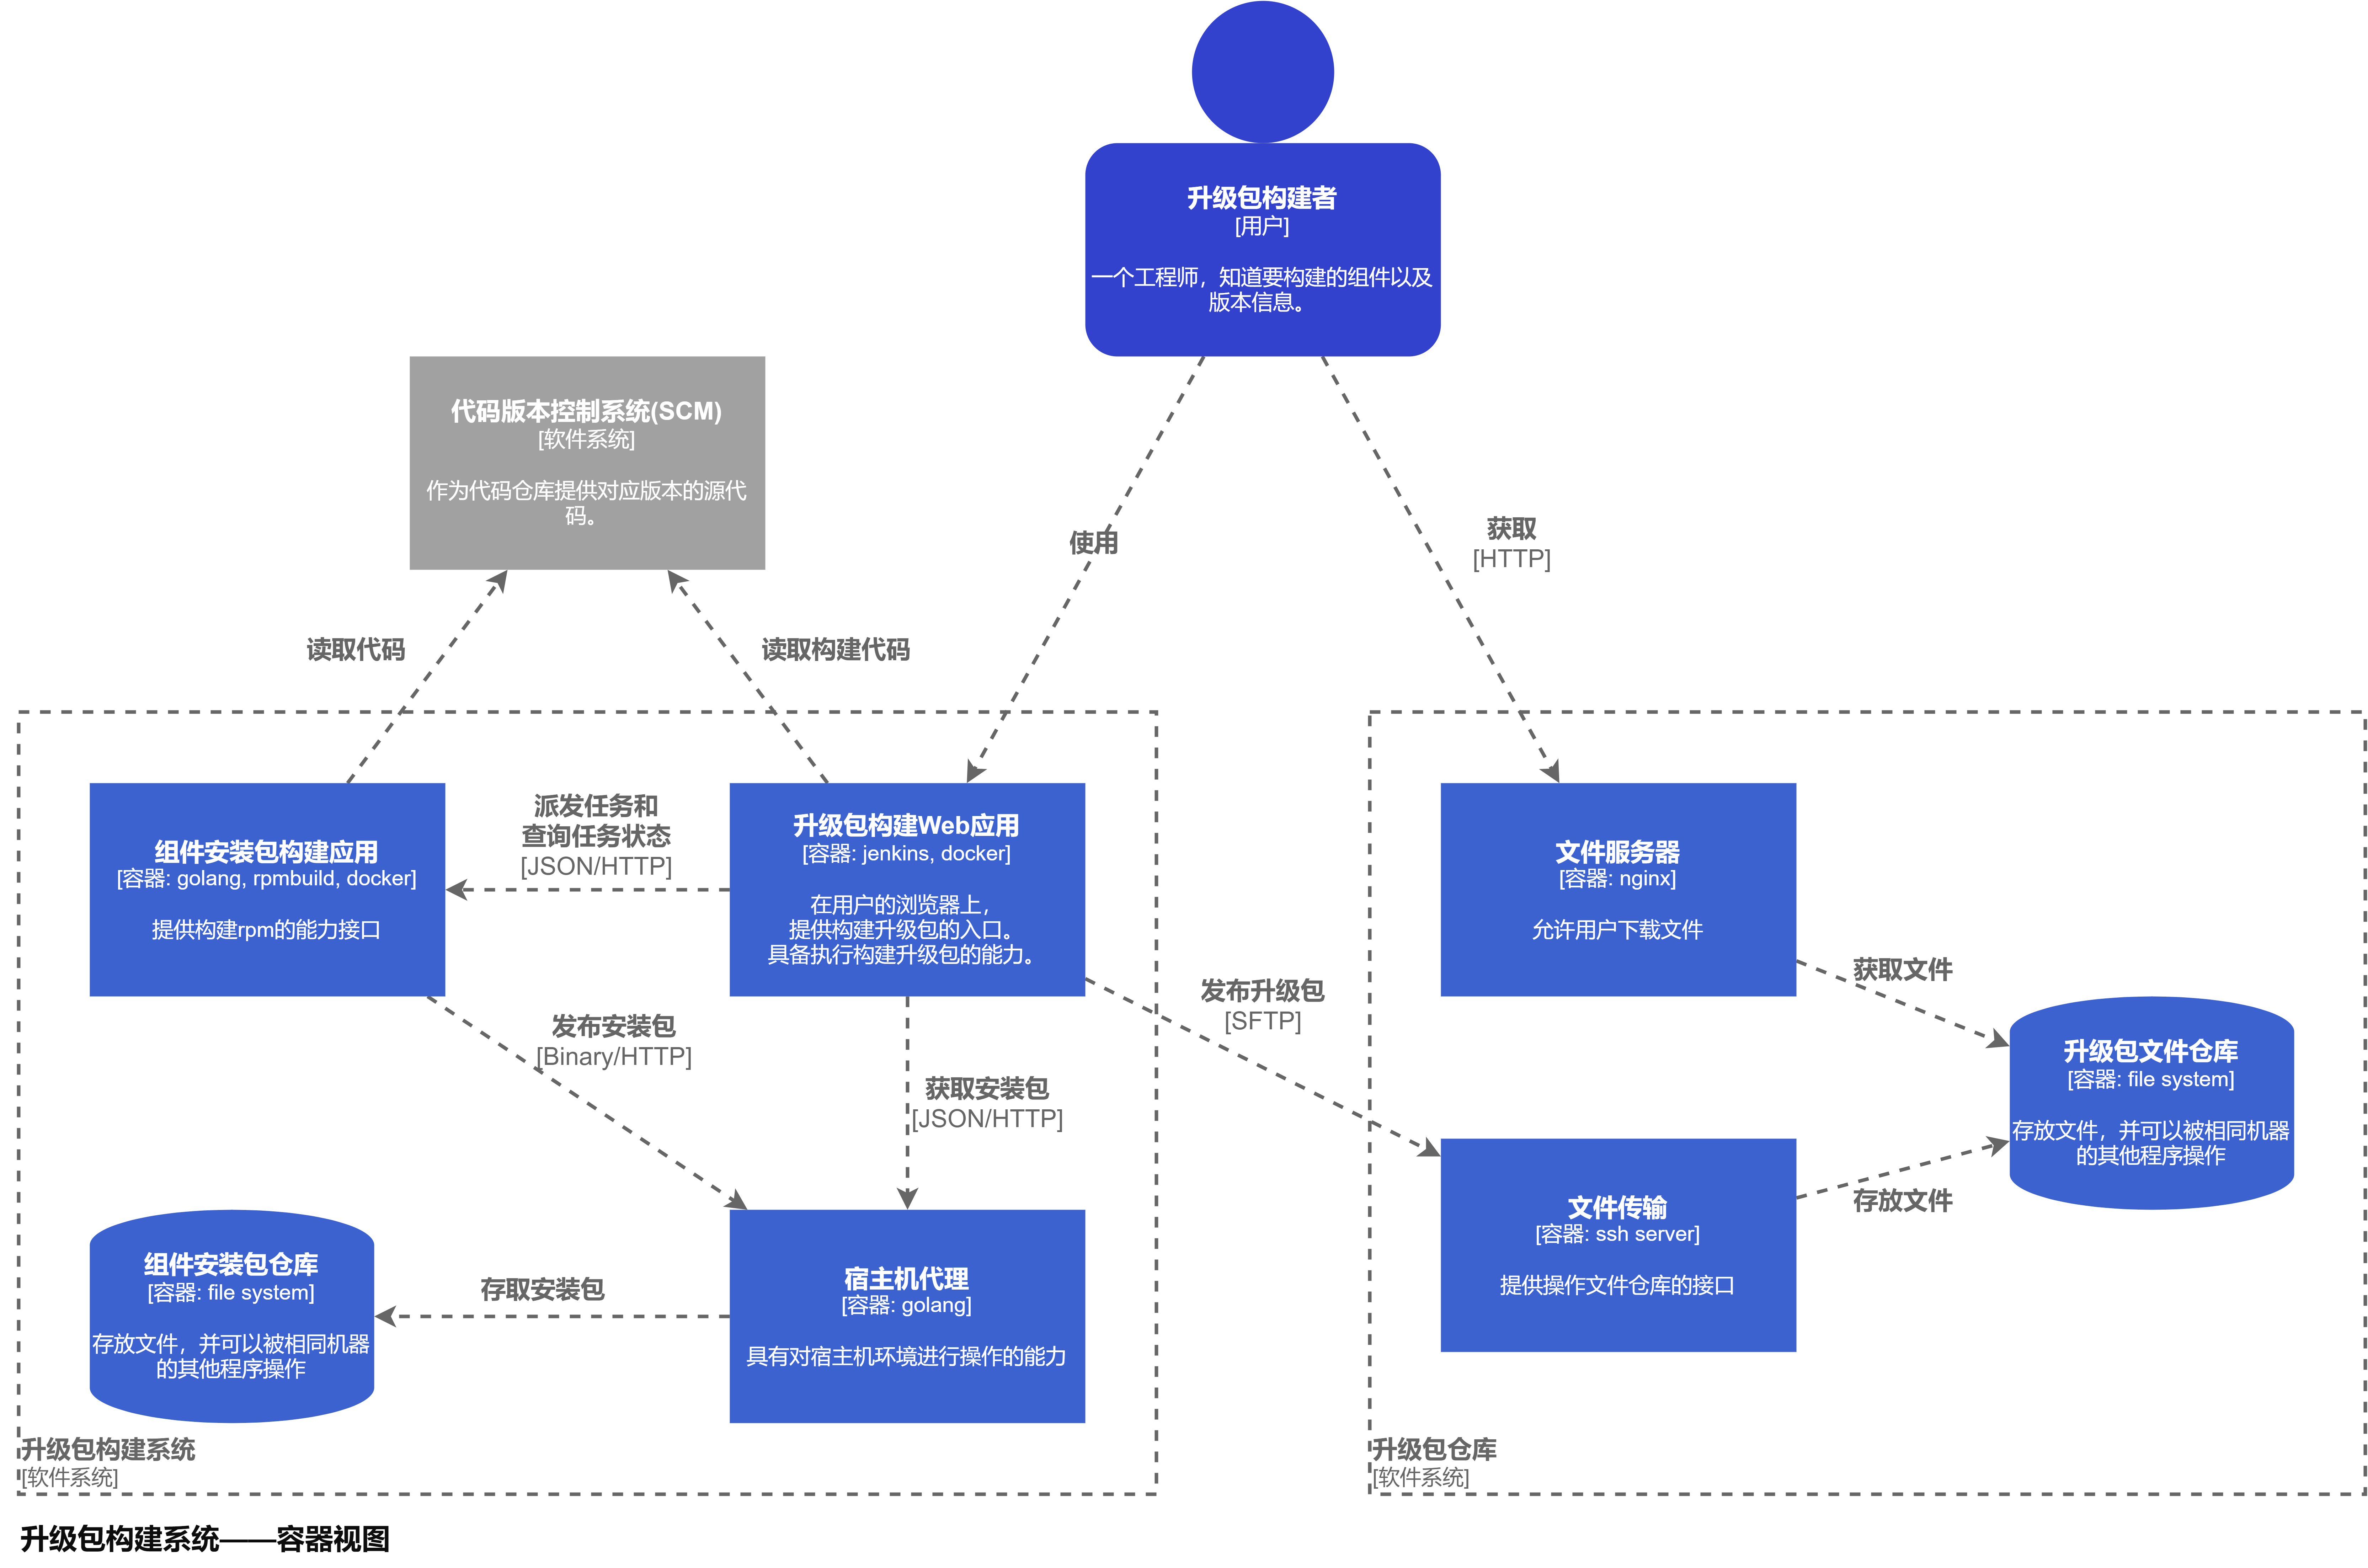 升级包构建者
[用户]
一个工程师，知道要构建的组件以及
版本信息。
代码版本控制系统(SCM)
[软件系统]
作为代码仓库提供对应版本的源代
码。
使用
获取
[HTTP]
读取代码
读取构建代码
组件安装包构建应用
[容器: golang, rpmbuild, docker]
提供构建rpm的能力接口
派发任务和
查询任务状态
[JSON/HTTP]
升级包构建Web应用
[容器: jenkins, docker]
在用户的浏览器上，
提供构建升级包的入口。
具备执行构建升级包的能力。
文件服务器
[容器: nginx]
允许用户下载文件
获取文件
发布升级包
[SFTP]
发布安装包
[Binary/HTTP]
获取安装包
[JSON/HTTP]
升级包文件仓库
[容器: file system]
存放文件，并可以被相同机器
的其他程序操作
文件传输
[容器: ssh server]
提供操作文件仓库的接口
存放文件
组件安装包仓库
[容器: file system]
存放文件，并可以被相同机器
的其他程序操作
存取安装包
宿主机代理
[容器: golang]
具有对宿主机环境进行操作的能力
升级包构建系统
[软件系统]
升级包仓库
[软件系统]
升级包构建系统——容器视图